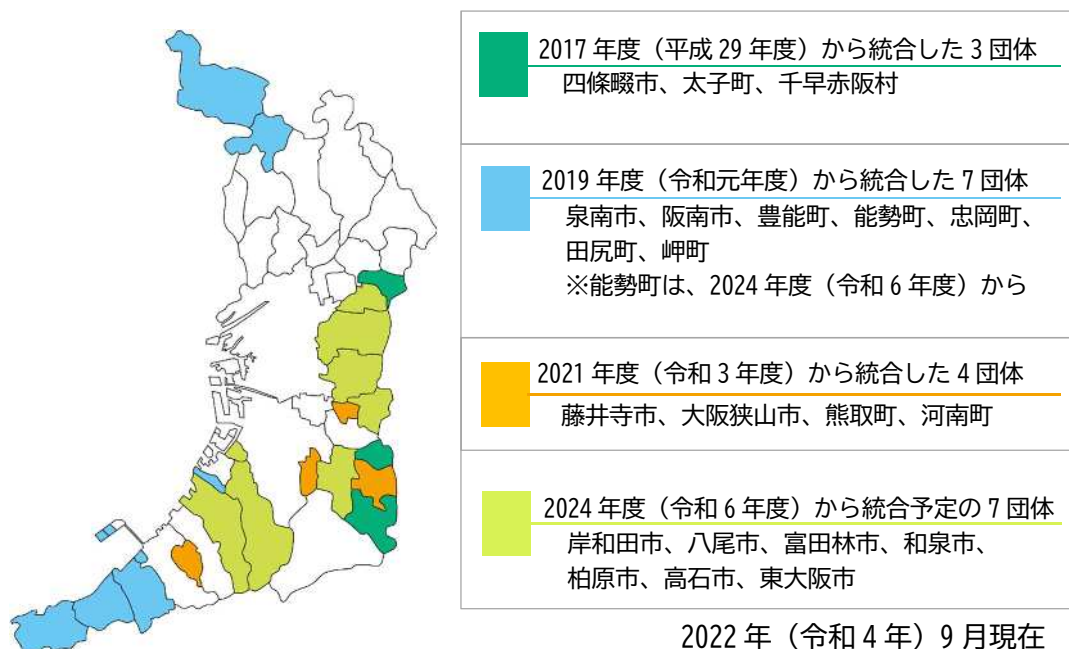 2017 年度（平成 29 年度）から統合した 3 団体
四條畷市、太子町、千早赤阪村
2019 年度（令和元年度）から統合した 7 団体
泉南市、阪南市、豊能町、能勢町、忠岡町、
田尻町、岬町
※能勢町は、2024 年度（令和 6 年度）から
2021 年度（令和 3 年度）から統合した 4 団体
藤井寺市、大阪狭山市、熊取町、河南町
2024 年度（令和 6 年度）から統合予定の 7 団体
岸和田市、八尾市、富田林市、和泉市、
柏原市、高石市、東大阪市
2022 年（令和 4 年）9 月現在